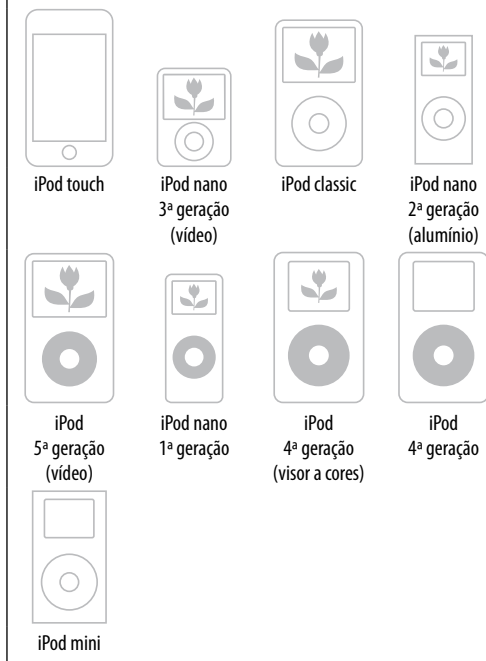 iPod touch
iPod nano
3ª geração
(vídeo)
iPod classic
iPod nano
2ª geração
(alumínio)
iPod
5ª geração
(vídeo)
iPod nano
1ª geração
iPod
4ª geração
(visor a cores)
iPod
4ª geração
iPod mini